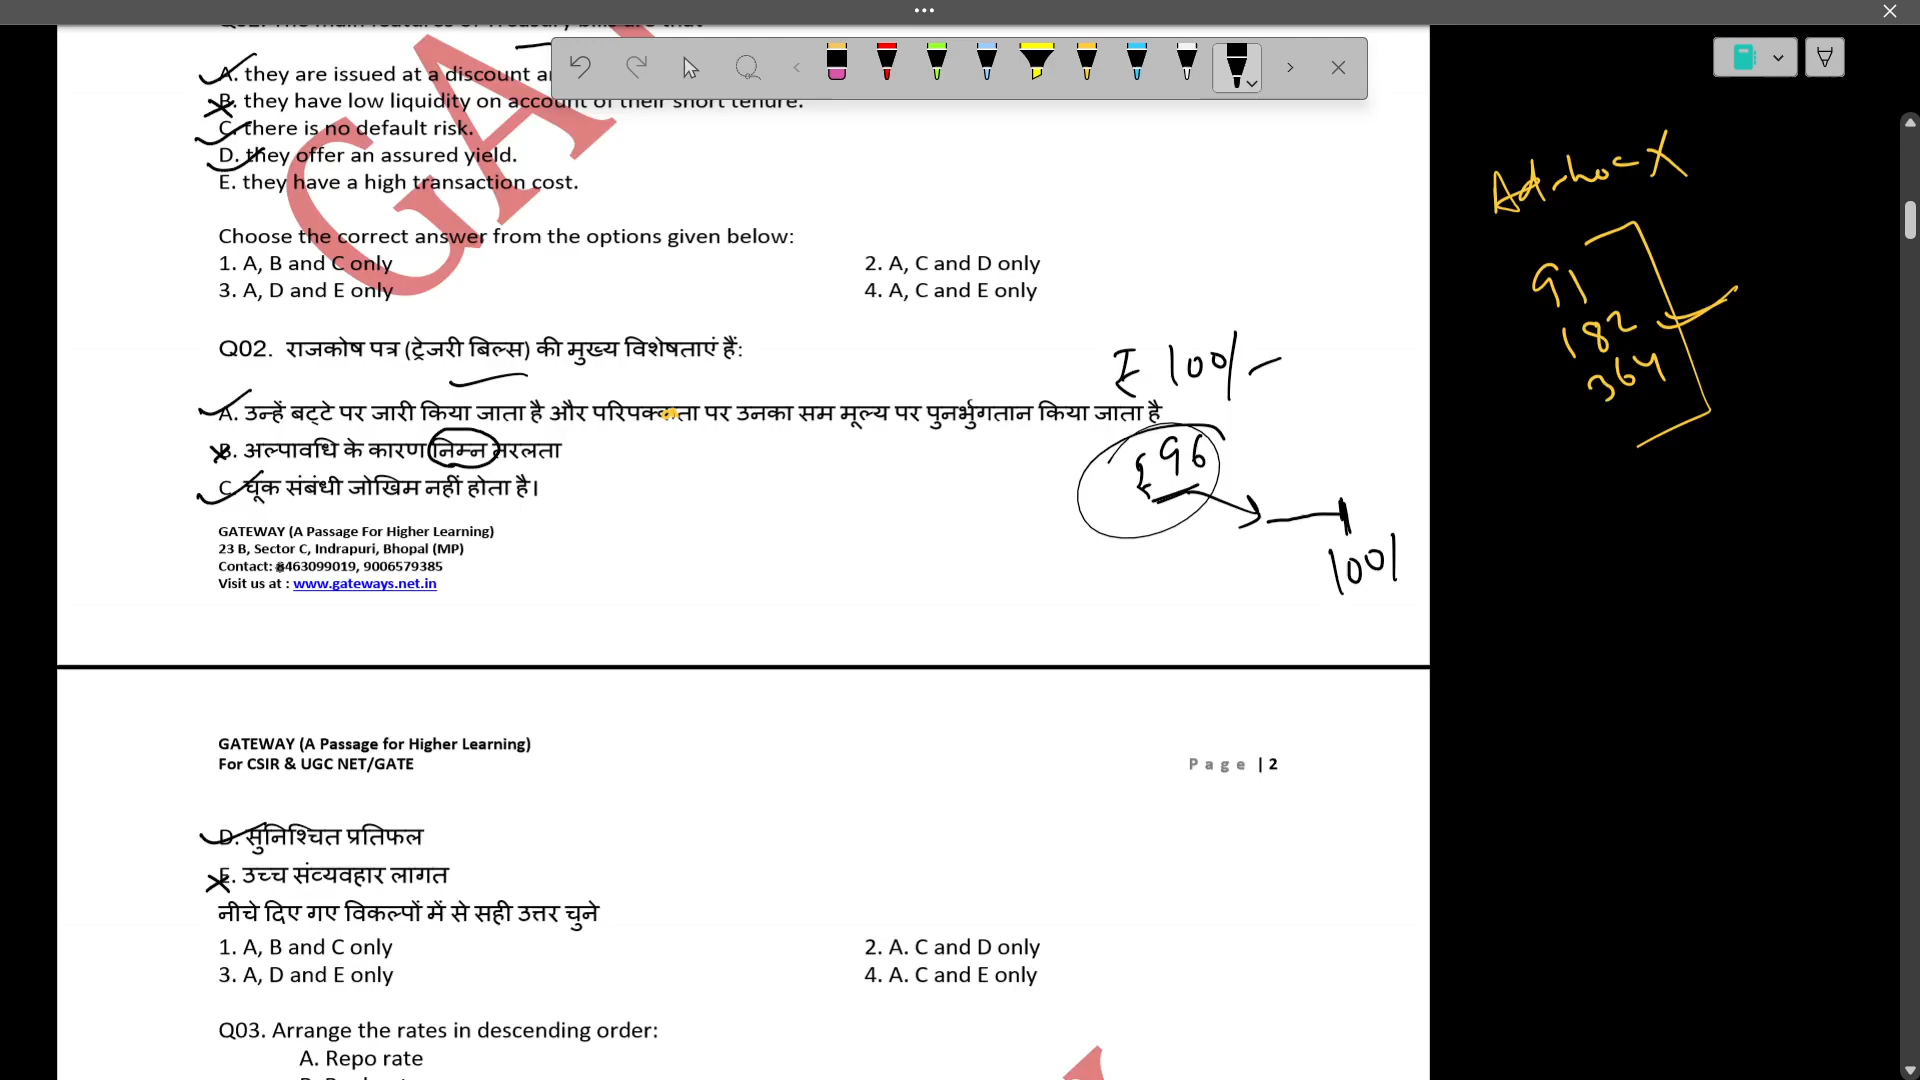 A. they are issued at a discount an
B. they have low liquidity on account of their short tenure.
C. there is no default risk.
D. they offer an assured yield.
E. they have a high transaction cost.
Choose the correct answer from the options given below:
1. A, B and C only
2. A, C and D only
3. A, D and E only
4. A, C and E only
Q02. राजकोष पत्र (ट्रेजरी बिल्स) की मुख्य विशेषताएं हैं:
A. उन्हें बट्टे पर जारी किया जाता है और परिपक्कता पर उनका सम मूल्य पर पुनर्भुगतान किया जाता है
B. अल्पावधि के कारण निम्न सरलता
C. चूक संबंधी जोखिम नहीं होता है।
₹ 100/-
₹96
100/
Ad-hoc X
91
182
364
GATEWAY (A Passage For Higher Learning)
23 B, Sector C, Indrapuri, Bhopal (MP)
Contact: 8463099019, 9006579385
Visit us at : www.gateways.net.in
GATEWAY (A Passage for Higher Learning)
For CSIR & UGC NET/GATE
Page | 2
D. सुनिश्चित प्रतिफल
E. उच्च संव्यवहार लागत
नीचे दिए गए विकल्पों में से सही उत्तर चुने
1. A, B and C only
2. A. C and D only
3. A, D and E only
4. A. C and E only
Q03. Arrange the rates in descending order:
A. Repo rate